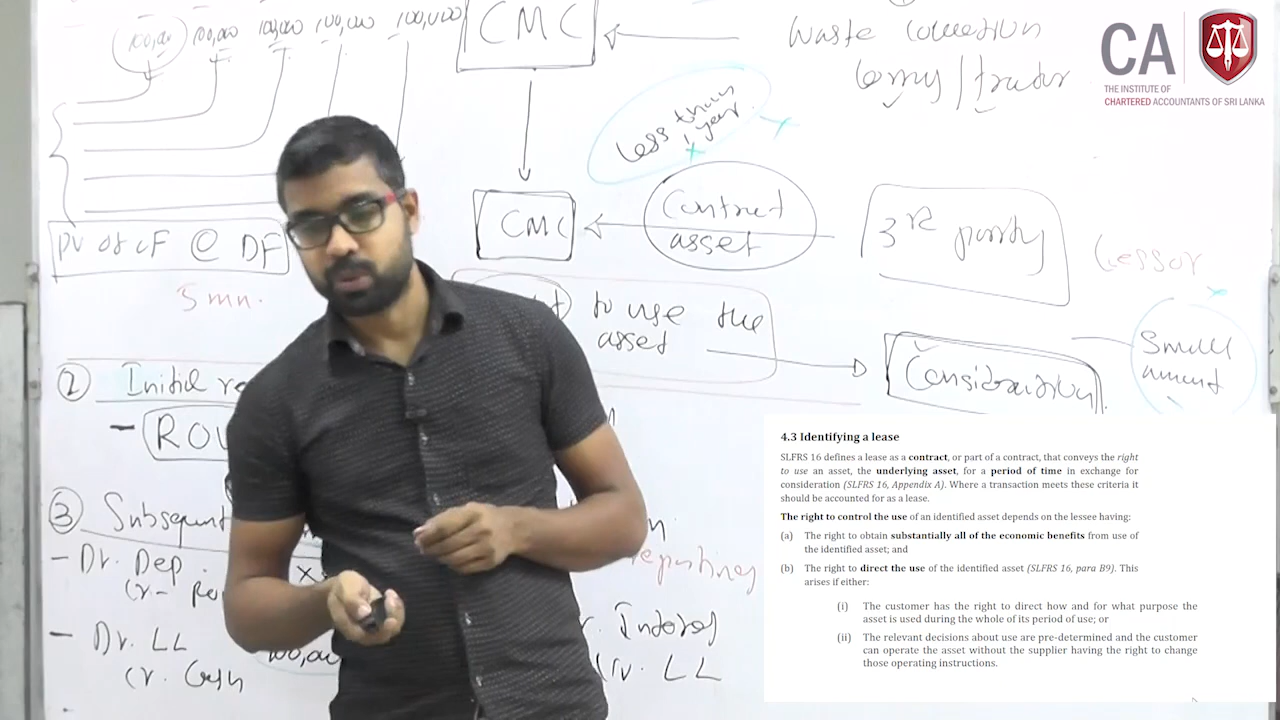 100,000 100,000 100,000 100,000 100,000
CMC
waste collection
lorry / tractor
CA
THE INSTITUTE OF
CHARTERED ACCOUNTANTS OF SRI LANKA
Less than
1 year
CMC
Contract
asset
3rd party
Lessor
PV of CF @ DF
5 mn.
to use the
asset
Consideration
Small
amount
② Initial re
- ROU
③ Subsequent
- Dr. Dep
- Dr. LL
100,000
Cr. Cash
Interest
LL
4.3 Identifying a lease
SLFRS 16 defines a lease as a contract, or part of a contract, that conveys the right
to use an asset, the underlying asset, for a period of time in exchange for
consideration (SLFRS 16, Appendix A). Where a transaction meets these criteria it
should be accounted for as a lease.
The right to control the use of an identified asset depends on the lessee having:
(a) The right to obtain substantially all of the economic benefits from use of
the identified asset; and
(b) The right to direct the use of the identified asset (SLFRS 16, para B9). This
arises if either:
(i) The customer has the right to direct how and for what purpose the
asset is used during the whole of its period of use; or
(ii) The relevant decisions about use are pre-determined and the customer
can operate the asset without the supplier having the right to change
those operating instructions.